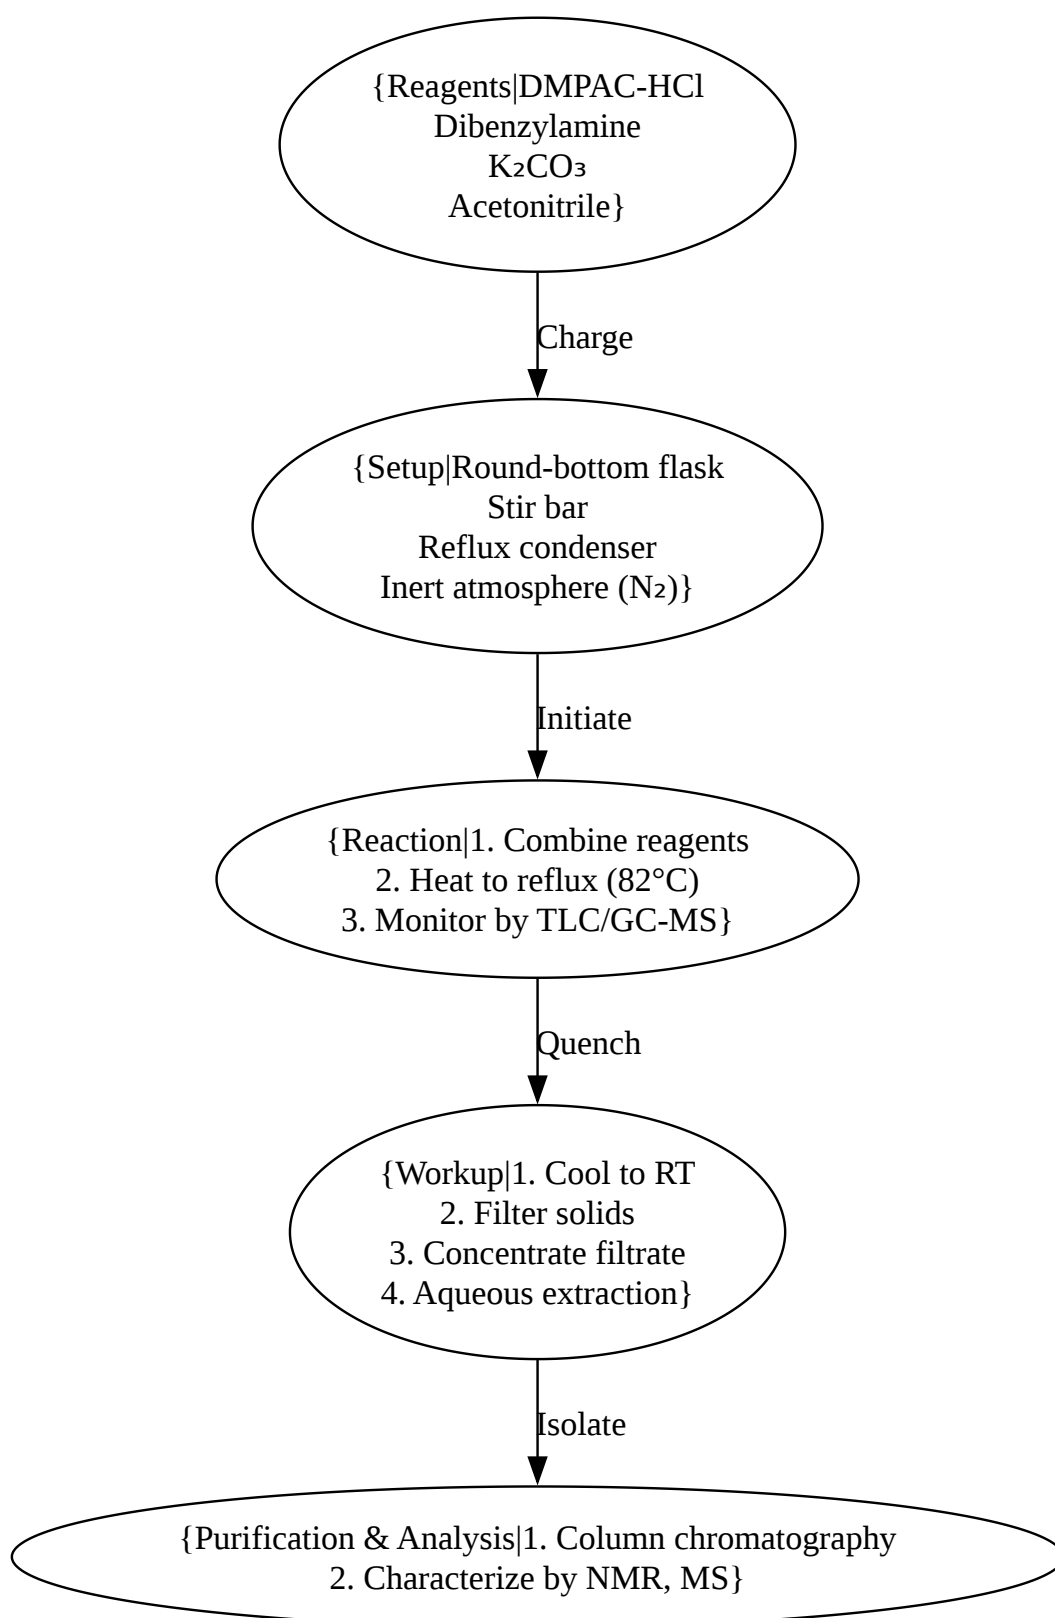 {Reagents|DMPAC-HCl
Dibenzylamine
K₂CO₃
Acetonitrile}
Charge
{Setup|Round-bottom flask
Stir bar
Reflux condenser
Inert atmosphere (N₂)}
Initiate
{Reaction|1. Combine reagents
2. Heat to reflux (82°C)
3. Monitor by TLC/GC-MS}
Quench
{Workup|1. Cool to RT
2. Filter solids
3. Concentrate filtrate
4. Aqueous extraction}
Isolate
{Purification & Analysis|1. Column chromatography
2. Characterize by NMR, MS}